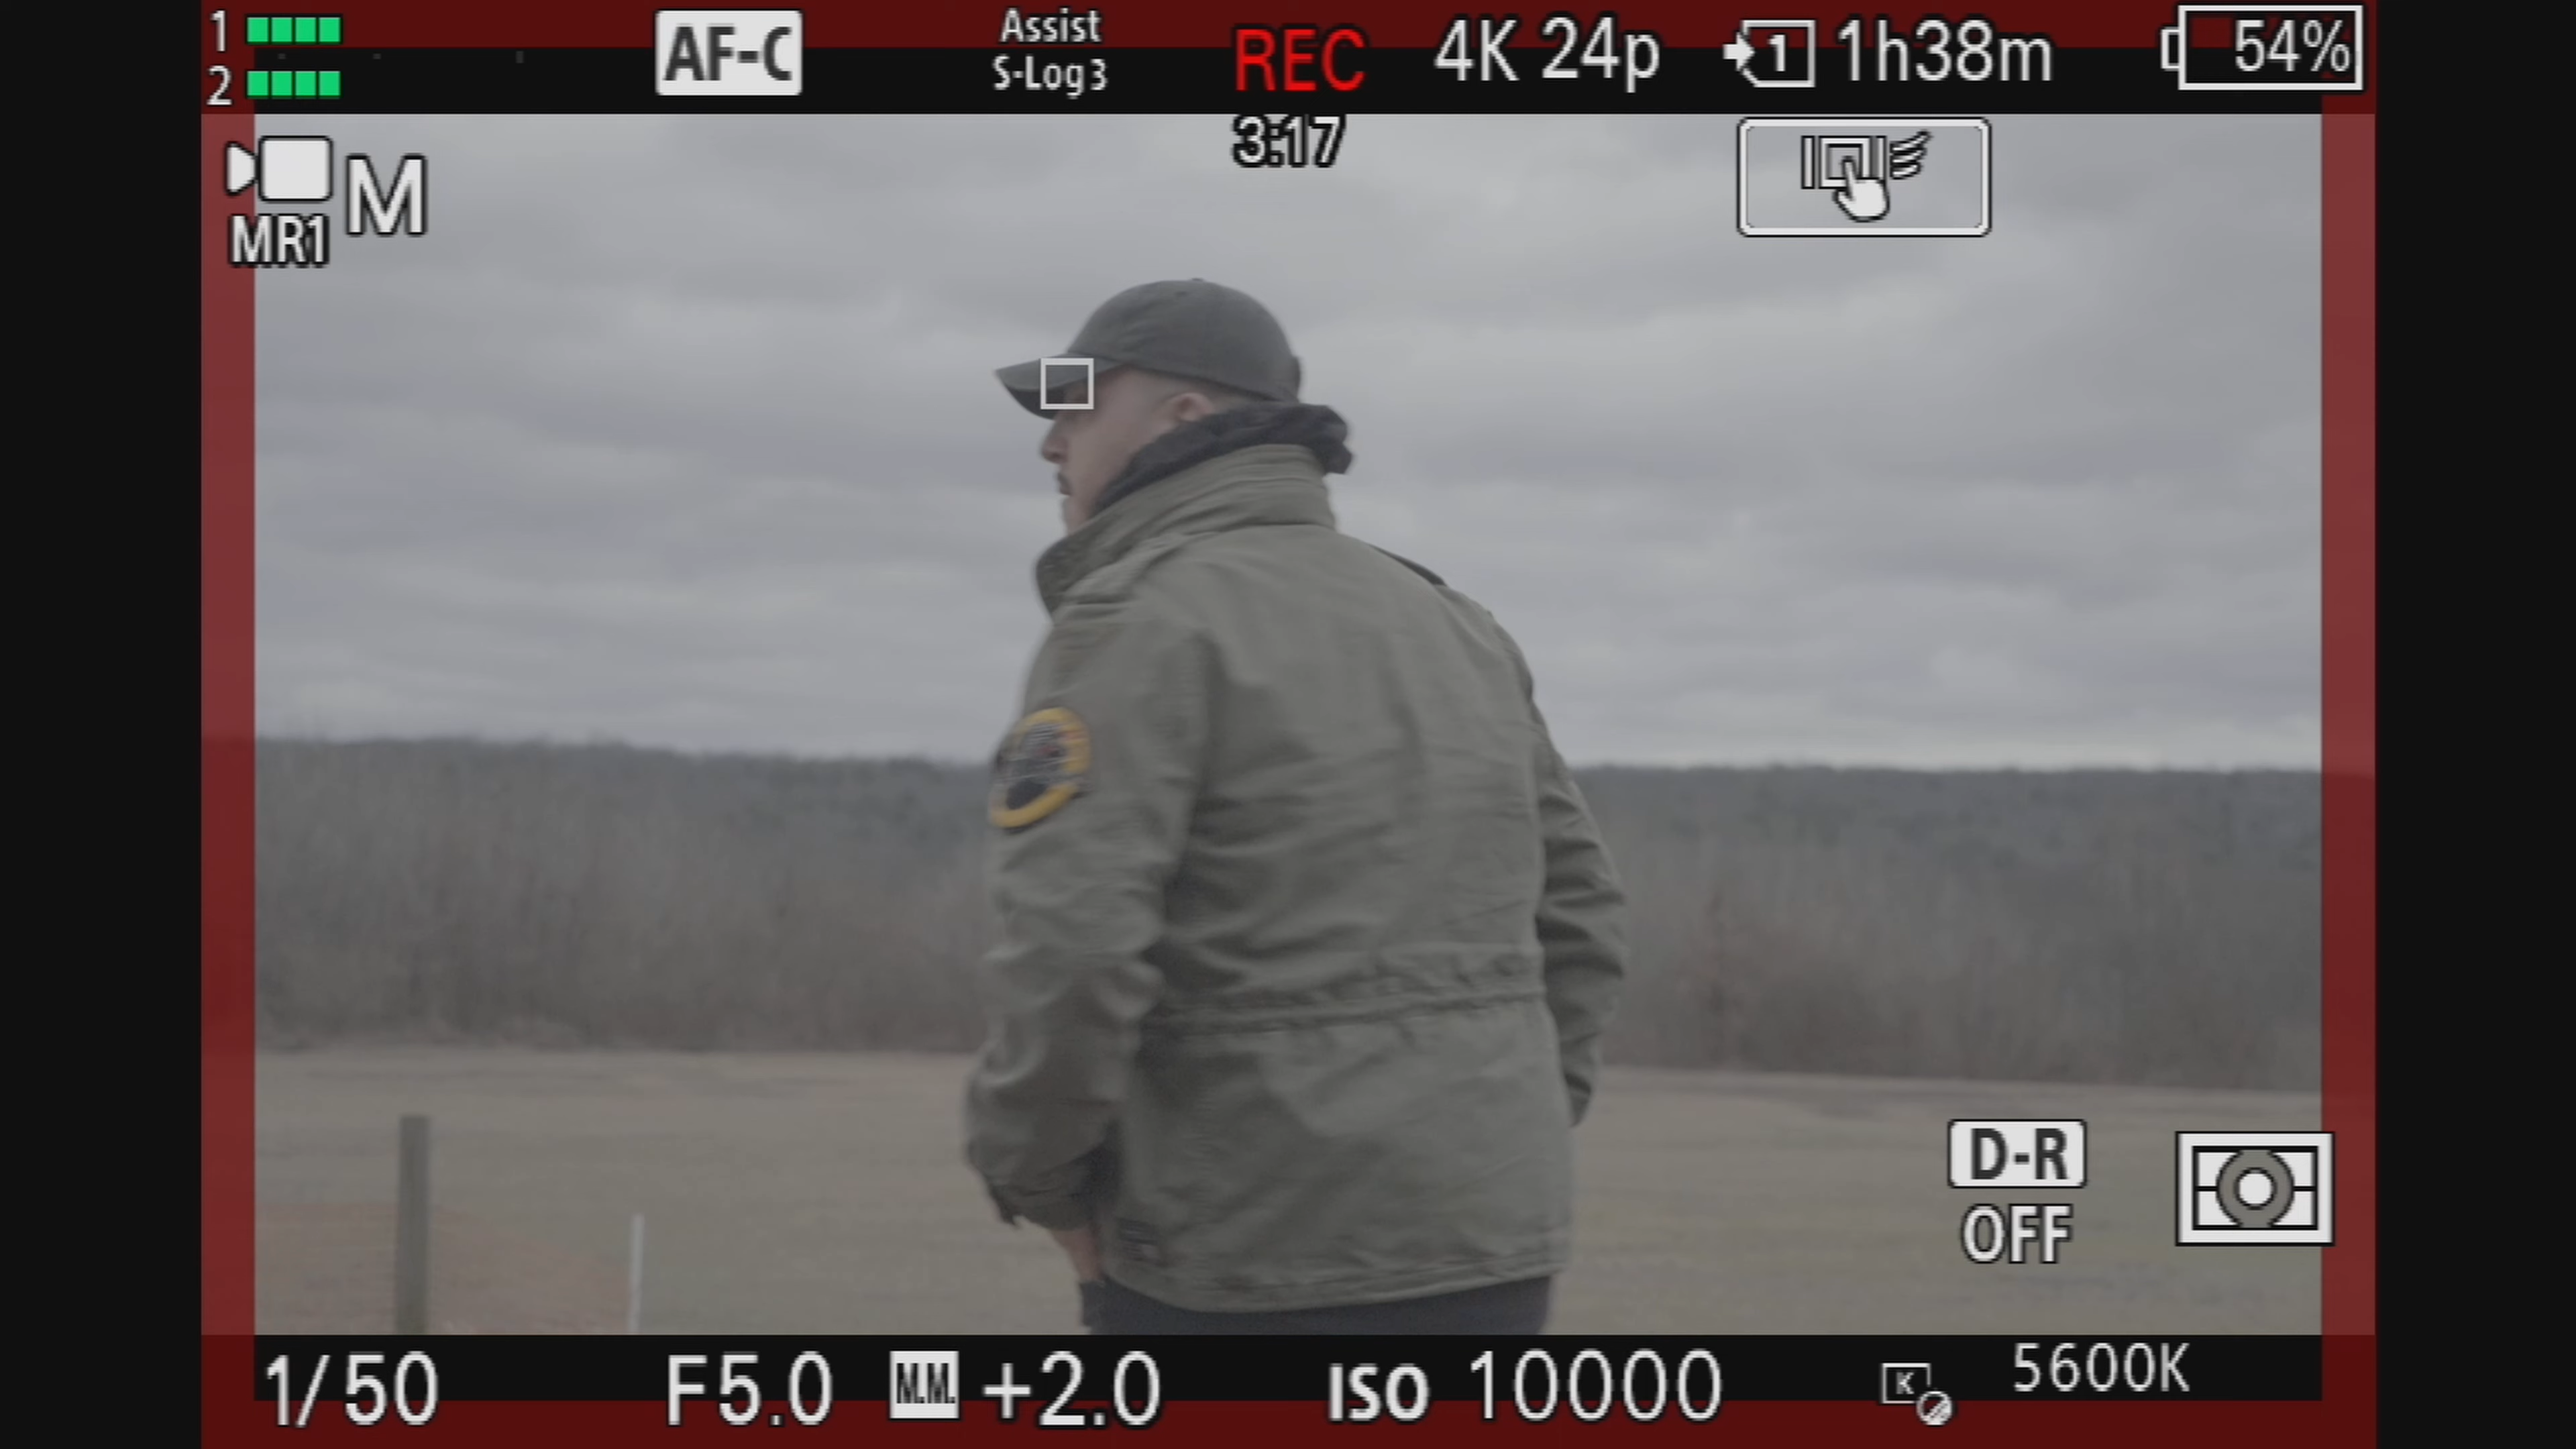 1
2
AF-C
Assist
S-Log3
REC
4K 24p
1
1h38m
54%
3:17
M
MR1
D-R
OFF
1/50
F5.0
M.M.
+2.0
ISO 10000
K
5600K